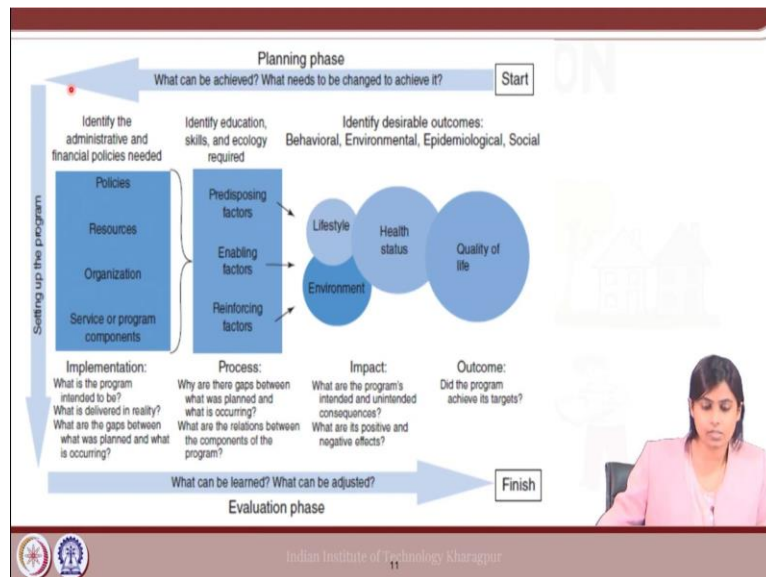 Planning phase
What can be achieved? What needs to be changed to achieve it?
Start
ON
Identify the
administrative and
financial policies needed
Identify education,
skills, and ecology
required
Identify desirable outcomes:
Behavioral, Environmental, Epidemiological, Social
Setting up the program
Policies
Resources
Organization
Service or program
components
Predisposing
factors
Enabling
factors
Reinforcing
factors
Lifestyle
Environment
Health
status
Quality of
life
Implementation:
What is the program
intended to be?
What is delivered in reality?
What are the gaps between
what was planned and what
is occurring?
Process:
Why are there gaps between
what was planned and
what is occurring?
What are the relations between
the components of the
program?
Impact:
What are the program's
intended and unintended
consequences?
What are its positive and
negative effects?
Outcome:
Did the program
achieve its targets?
What can be learned? What can be adjusted?
Finish
Evaluation phase
Indian Institute of Technology Kharagpur
11